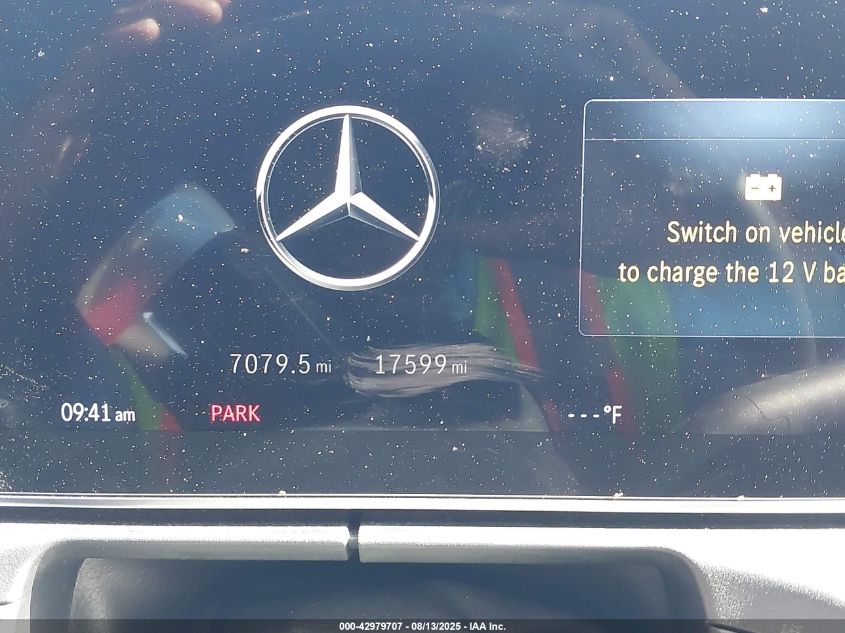 Switch on vehicle
to charge the 12 V ba
7079.5 mi 17599 mi
09:41 am PARK ---°F
000-42979707 - 08/13/2025 - IAA Inc.